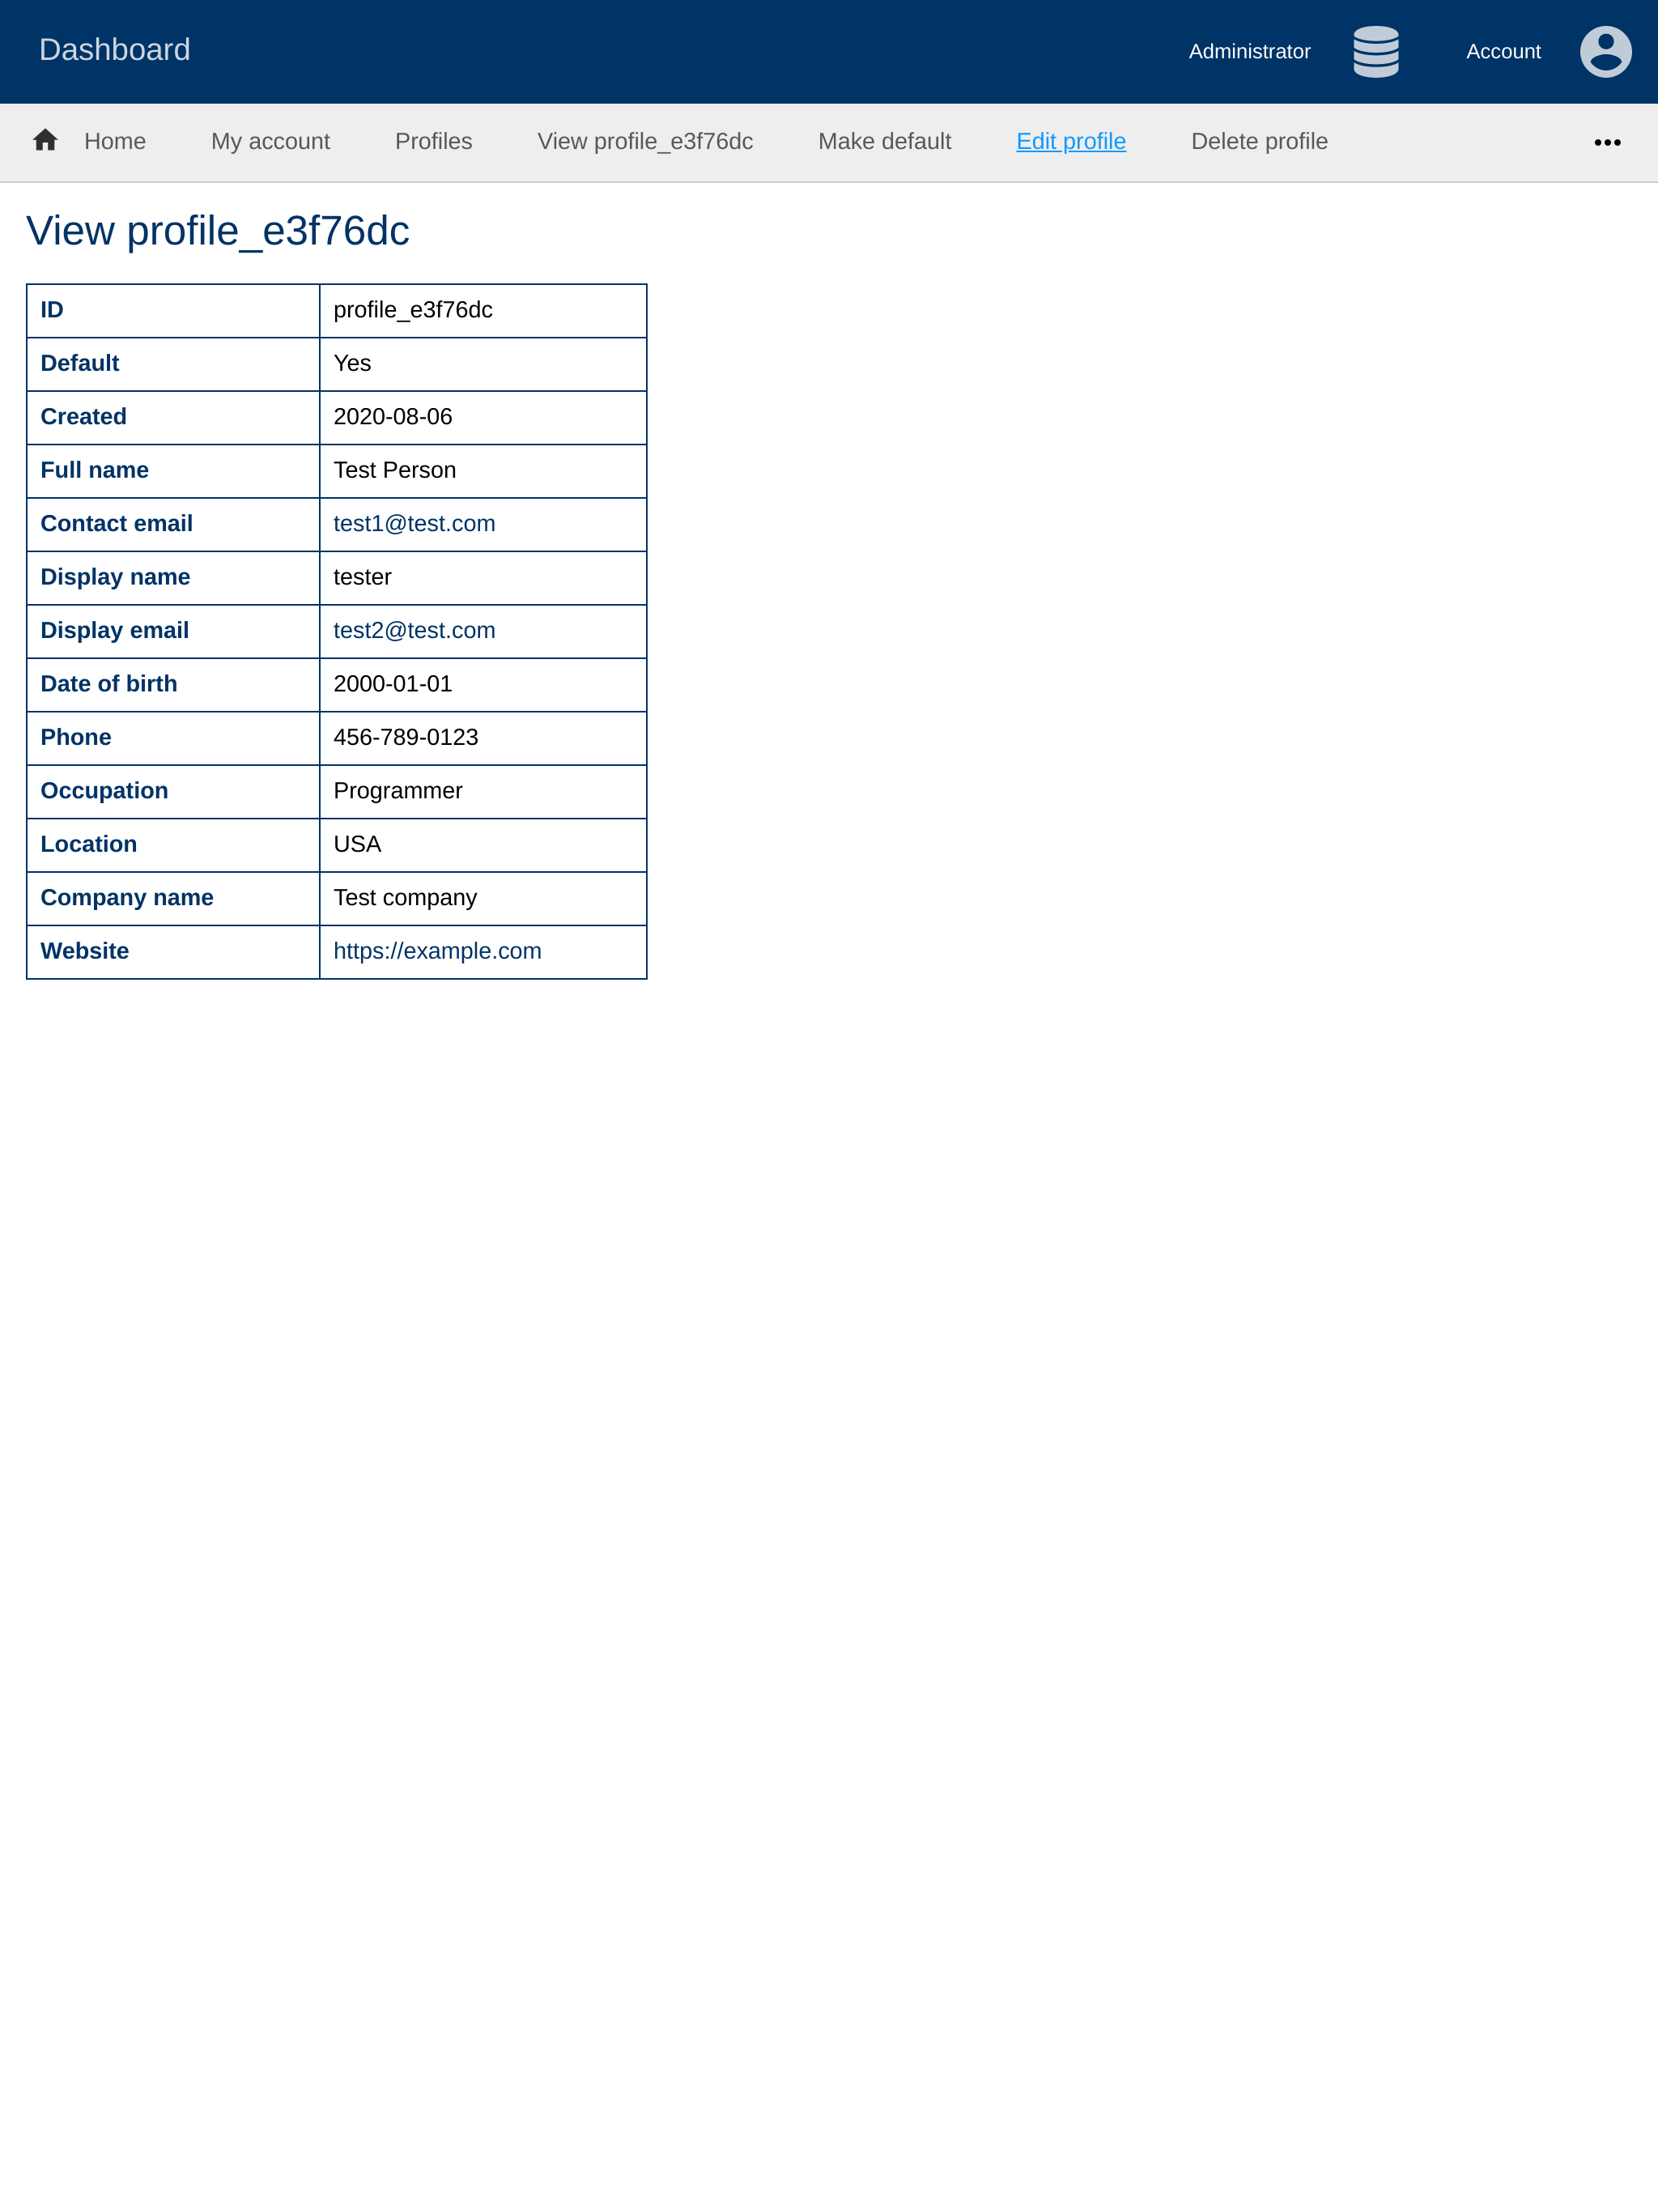 Dashboard Administrator Account
Home My account Profiles View profile_e3f76dc Make default Edit profile Delete profile
View profile_e3f76dc
ID profile_e3f76dc
Default Yes
Created 2020-08-06
Full name Test Person
Contact email test1@test.com
Display name tester
Display email test2@test.com
Date of birth 2000-01-01
Phone 456-789-0123
Occupation Programmer
Location USA
Company name Test company
Website https://example.com